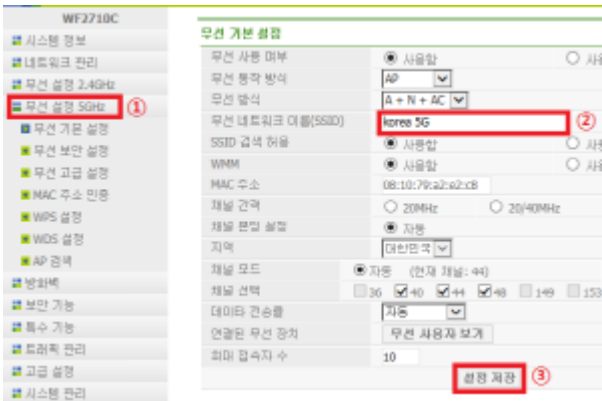 WF2710C
시스템 정보
네트워크 관리
무선 설정 2.4GHz
무선 설정 5GHz ①
무선 기본 설정
무선 보안 설정
무선 고급 설정
MAC 주소 인증
WPS 설정
WDS 설정
AP 검색
방화벽
보안 기능
특수 기능
트래픽 관리
고급 설정
시스템 관리
무선 기본 설정
무선 사용 여부 사용함
무선 동작 방식 AP
무선 방식 A + N + AC
무선 네트워크 이름(SSID) korea 5G ②
SSID 검색 허용 사용함
WMM 사용함
MAC 주소 08:10:79:a2:e2:c8
채널 간격 20MHz 20/40MHz
채널 본딩 설정 자동
지역 대한민국
채널 모드 자동 (현재 채널: 44)
채널 선택 36 40 44 48 149 153
데이타 전송률 자동
연결된 무선 장치 무선 사용자 보기
최대 접속자 수 10
설정 저장 ③